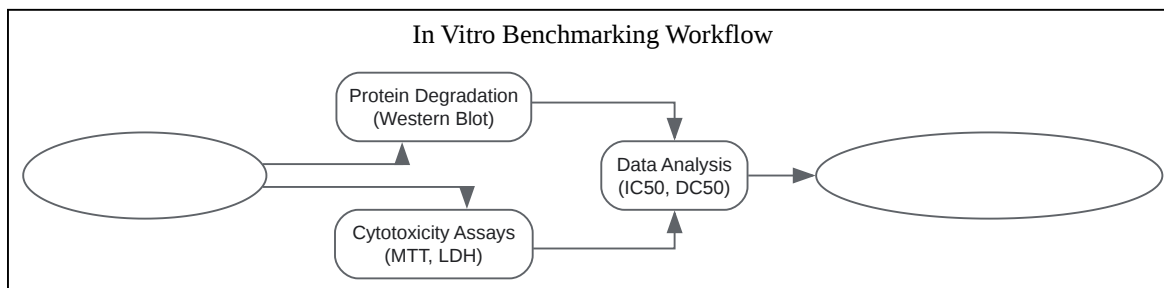 In Vitro Benchmarking Workflow
Protein Degradation
(Western Blot)
Data Analysis
(IC50, DC50)
Cytotoxicity Assays
(MTT, LDH)